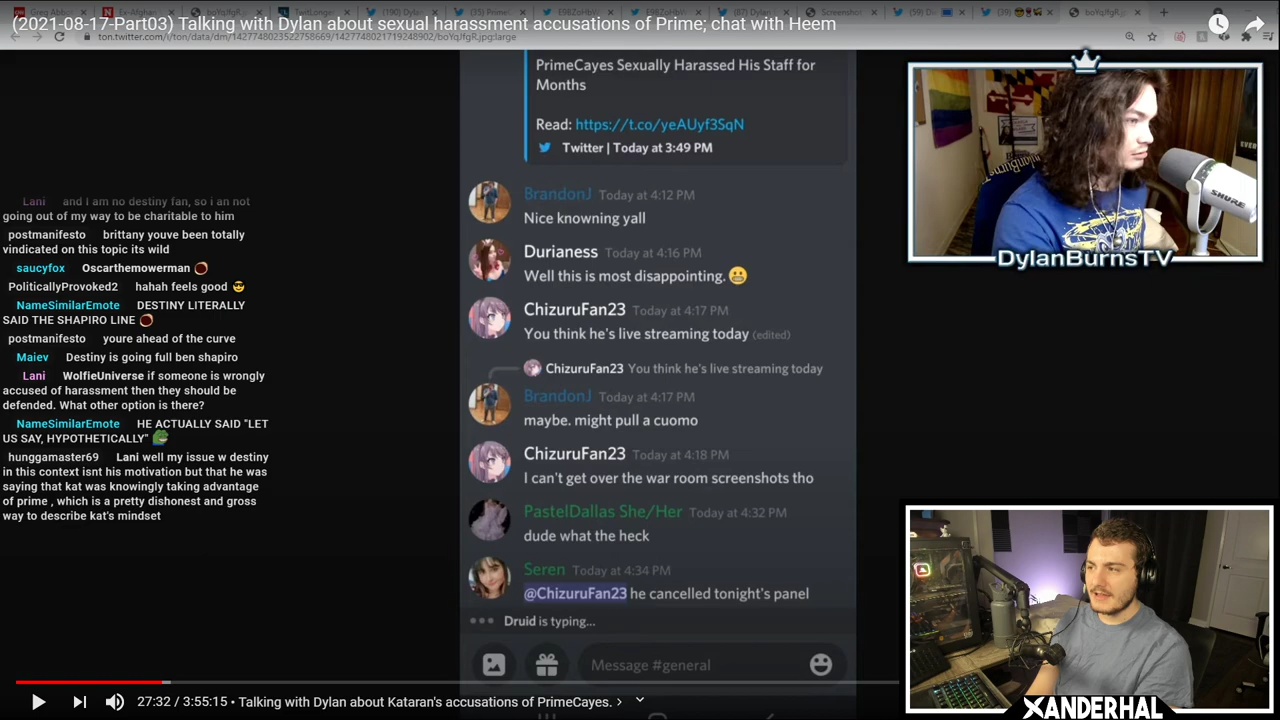 (2021-08-17-Part03) Talking with Dylan about sexual harassment accusations of Prime; chat with Heem
ton.twitter.com/i/ton/data/dm/1427748023522758669/1427748021719248902/boYqJfgR.jpg:large
PrimeCayes Sexually Harassed His Staff for
Months
Read: https://t.co/yeAUyf3SqN
Twitter | Today at 3:49 PM
BrandonJ Today at 4:12 PM
Nice knowning yall
Durianess Today at 4:16 PM
Well this is most disappointing. 😬
ChizuruFan23 Today at 4:17 PM
You think he's live streaming today (edited)
ChizuruFan23 You think he's live streaming today
BrandonJ Today at 4:17 PM
maybe. might pull a cuomo
ChizuruFan23 Today at 4:18 PM
I can't get over the war room screenshots tho
PastelDallas She/Her Today at 4:32 PM
dude what the heck
Seren Today at 4:34 PM
@ChizuruFan23 he cancelled tonight's panel
Druid is typing...
Message #general
Lani and I am no destiny fan, so i an not
going out of my way to be charitable to him
postmanifesto brittany youve been totally
vindicated on this topic its wild
saucyfox Oscarthemowerman
PoliticallyProvoked2 hahah feels good 😎
NameSimilarEmote DESTINY LITERALLY
SAID THE SHAPIRO LINE
postmanifesto youre ahead of the curve
Maiev Destiny is going full ben shapiro
Lani WolfieUniverse if someone is wrongly
accused of harassment then they should be
defended. What other option is there?
NameSimilarEmote HE ACTUALLY SAID "LET
US SAY, HYPOTHETICALLY"
hunggamaster69 Lani well my issue w destiny
in this context isnt his motivation but that he was
saying that kat was knowingly taking advantage
of prime , which is a pretty dishonest and gross
way to describe kat's mindset
SHURE
DylanBurnsTV
XANDERHAL
27:32 / 3:55:15 • Talking with Dylan about Kataran's accusations of PrimeCayes. >